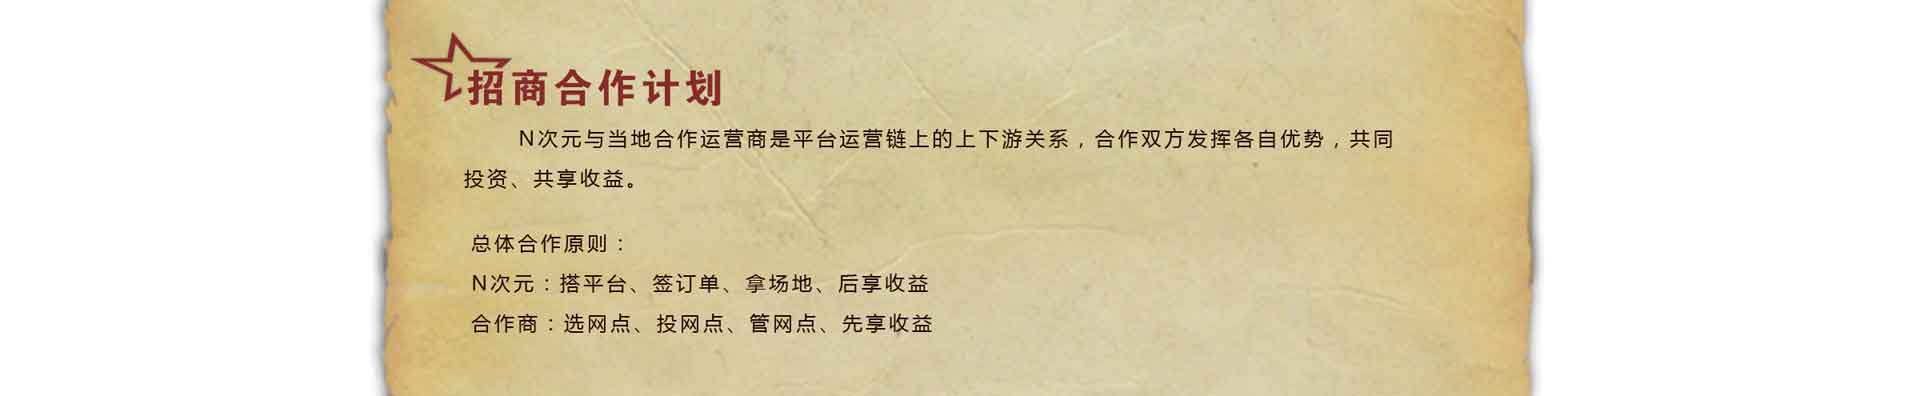 招商合作计划
N次元与当地合作运营商是平台运营链上的上下游关系，合作双方发挥各自优势，共同
投资、共享收益。
总体合作原则：
N次元：搭平台、签订单、拿场地、后享收益
合作商：选网点、投网点、管网点、先享收益